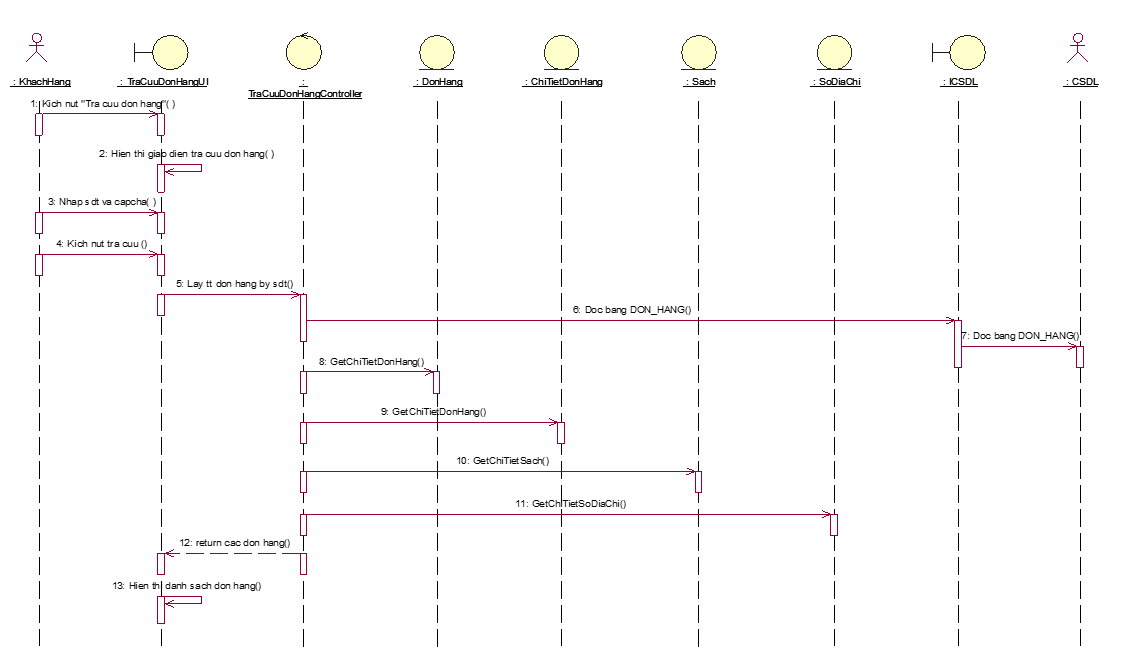 : KhachHang
: TraCuuDonHangUI
:
TraCuuDonHangController
: DonHang
: ChiTietDonHang
: Sach
: SoDiaChi
: ICSDL
: CSDL
1: Kich nut "Tra cuu don hang"( )
2: Hien thi giao dien tra cuu don hang( )
3: Nhap sdt va capcha( )
4: Kich nut tra cuu ()
5: Lay tt don hang by sdt()
6: Doc bang DON_HANG()
7: Doc bang DON_HANG()
8: GetChiTietDonHang()
9: GetChiTietDonHang()
10: GetChiTietSach()
11: GetChiTietSoDiaChi()
12: return cac don hang()
13: Hien thi danh sach don hang()